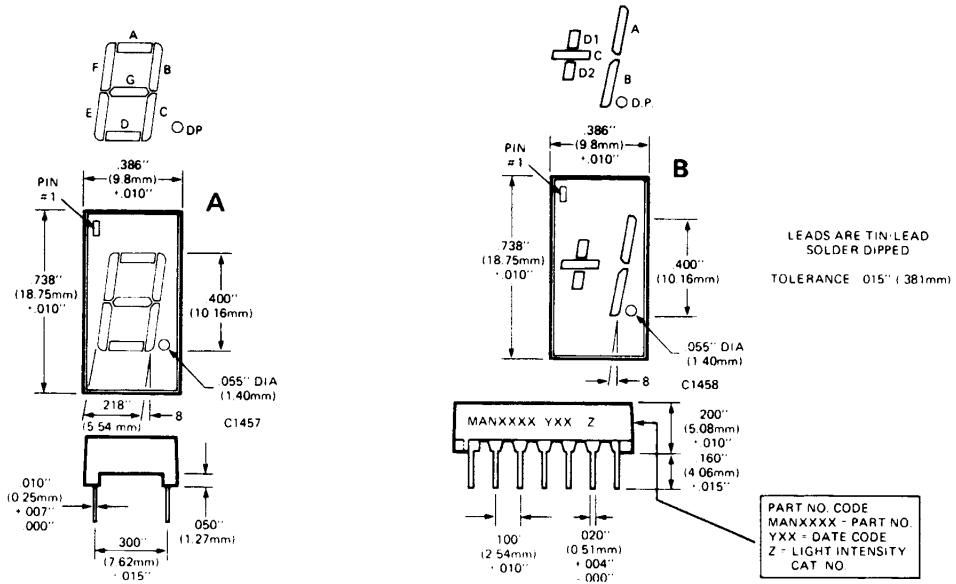 A
F
B
G
E
C
D
DP
.386''
(9.8mm)
+.010''
PIN
#1
A
.738''
(18.75mm)
+.010''
.400''
(10 16mm)
.055'' DIA
(1.40mm)
.218''
(5 54 mm)
8
C1457
.010''
(0.25mm)
+ .007''
.000''
.050''
(1.27mm)
.300''
(7.62mm)
.015''
D1
A
C
D2
B
D.P.
.386''
(9.8mm)
+.010''
PIN
#1
B
.738''
(18.75mm)
+.010''
.400''
(10 16mm)
.055'' DIA
(1.40mm)
8
C1458
LEADS ARE TIN-LEAD
SOLDER DIPPED
TOLERANCE .015'' (.381mm)
MANXXXX YXX Z
.200''
(5.08mm)
+.010''
.160''
(4.06mm)
+.015''
.100'
(2 54mm)
+.010''
.020''
(0.51mm)
+.004''
-.000''
PART NO. CODE
MANXXXX - PART NO.
YXX = DATE CODE
Z - LIGHT INTENSITY
CAT NO.